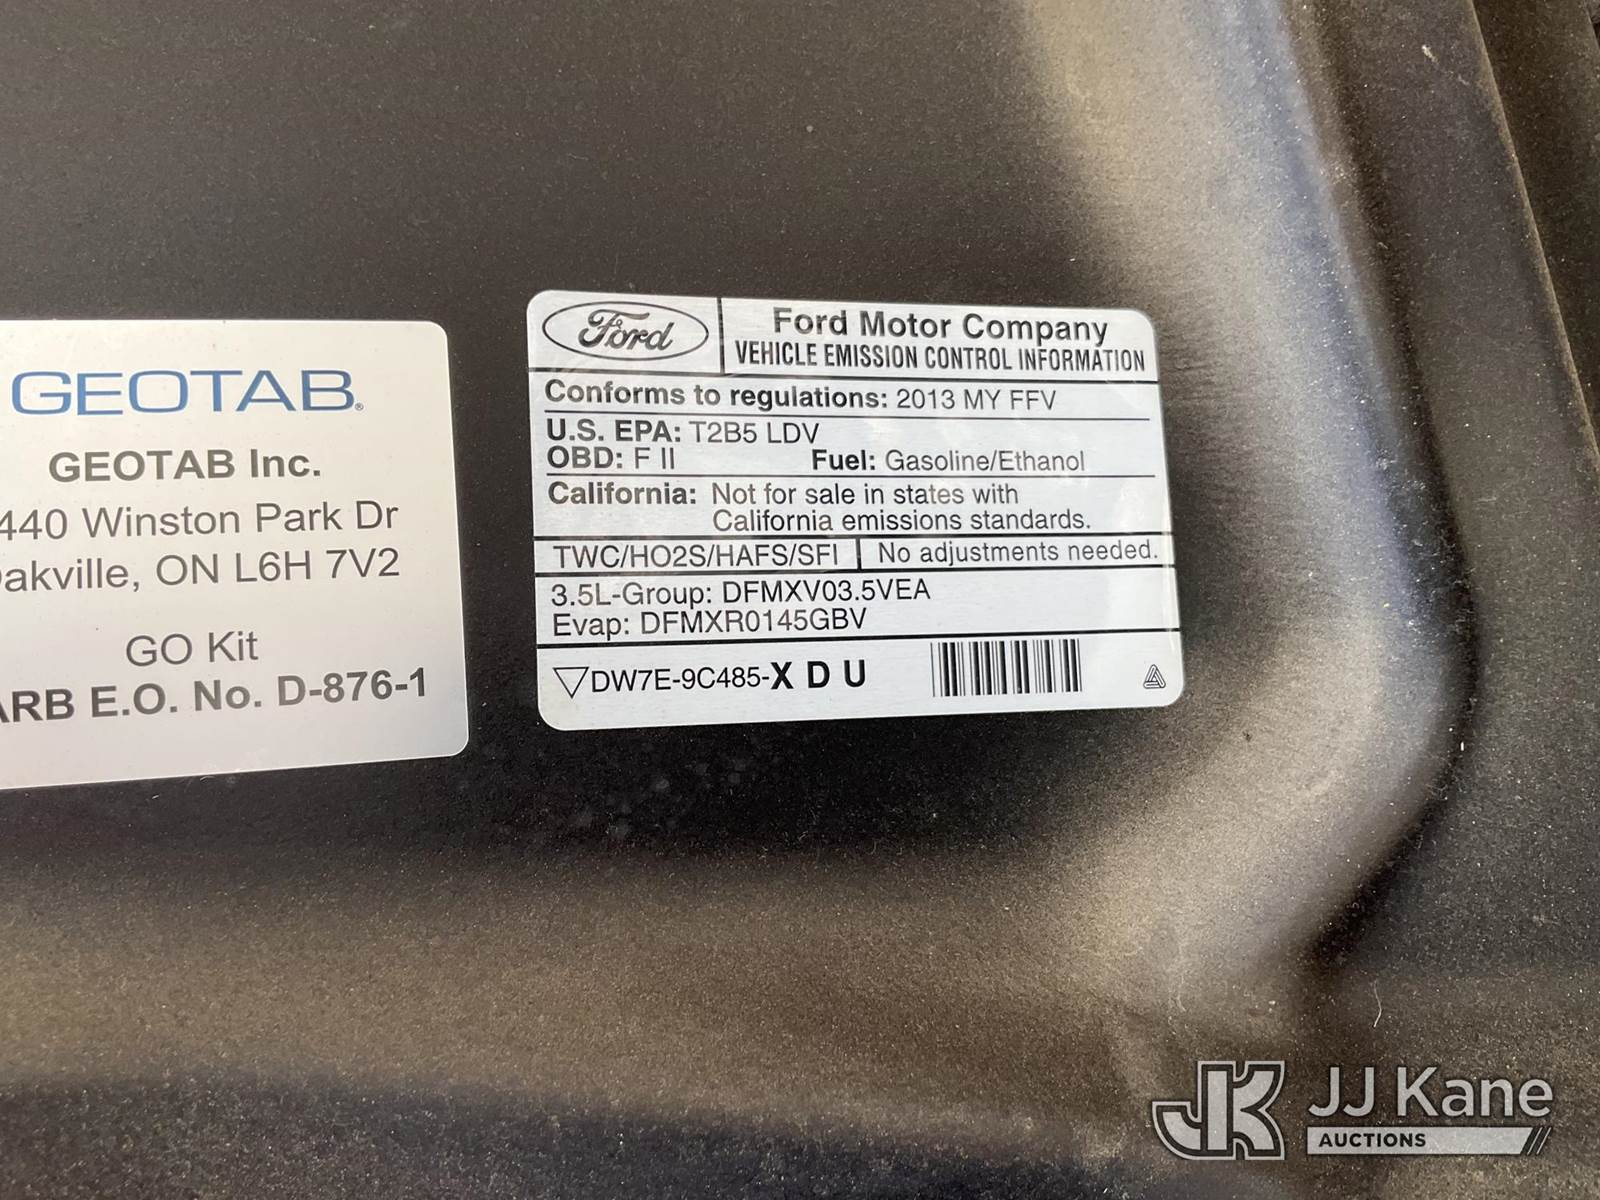 GEOTAB®
GEOTAB Inc.
440 Winston Park Dr
akville, ON L6H 7V2
GO Kit
ARB E.O. No. D-876-1
Ford
Ford Motor Company
VEHICLE EMISSION CONTROL INFORMATION
Conforms to regulations: 2013 MY FFV
U.S. EPA: T2B5 LDV
OBD: F II Fuel: Gasoline/Ethanol
California: Not for sale in states with
California emissions standards.
TWC/HO2S/HAFS/SFI No adjustments needed.
3.5L-Group: DFMXV03.5VEA
Evap: DFMXR0145GBV
DW7E-9C485-X D U
JK JJ Kane
AUCTIONS